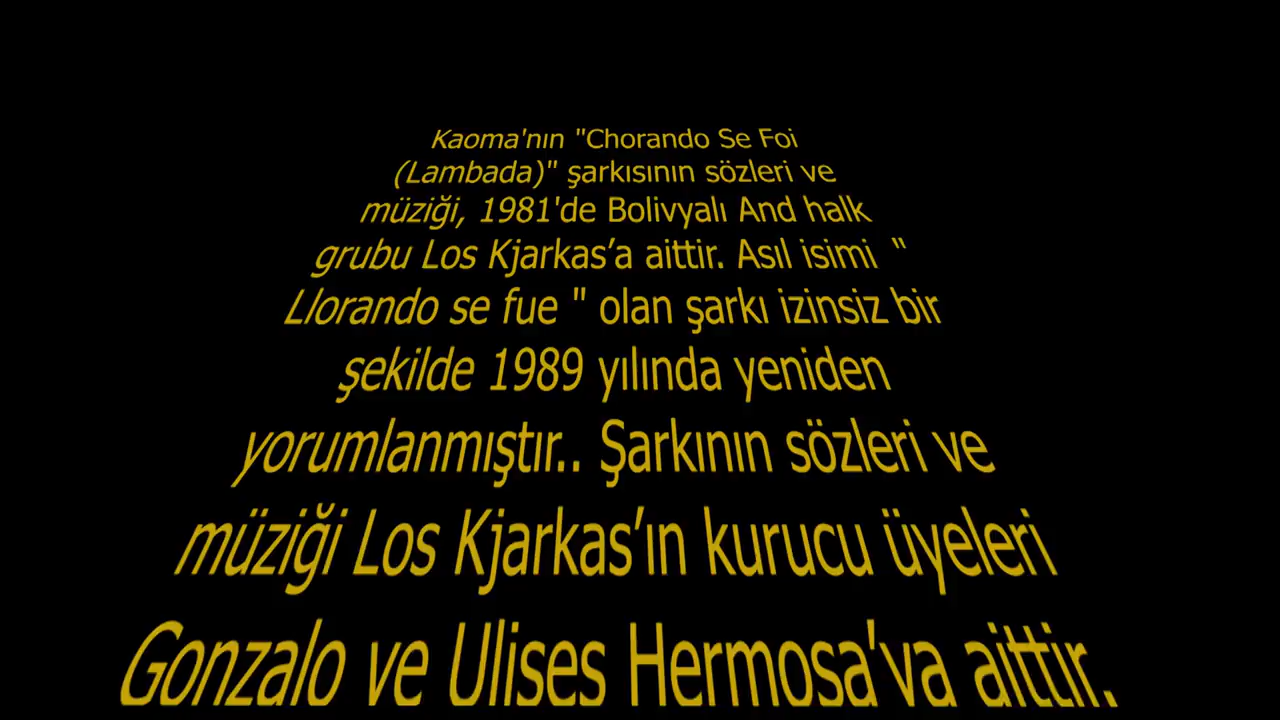 Kaoma'nın "Chorando Se Foi
(Lambada)" şarkısının sözleri ve
müziği, 1981'de Bolivyalı And halk
grubu Los Kjarkas’a aittir. Asıl isimi "
Llorando se fue " olan şarkı izinsiz bir
şekilde 1989 yılında yeniden
yorumlanmıştır.. Şarkının sözleri ve
müziği Los Kjarkas’ın kurucu üyeleri
Gonzalo ve Ulises Hermosa'ya aittir.